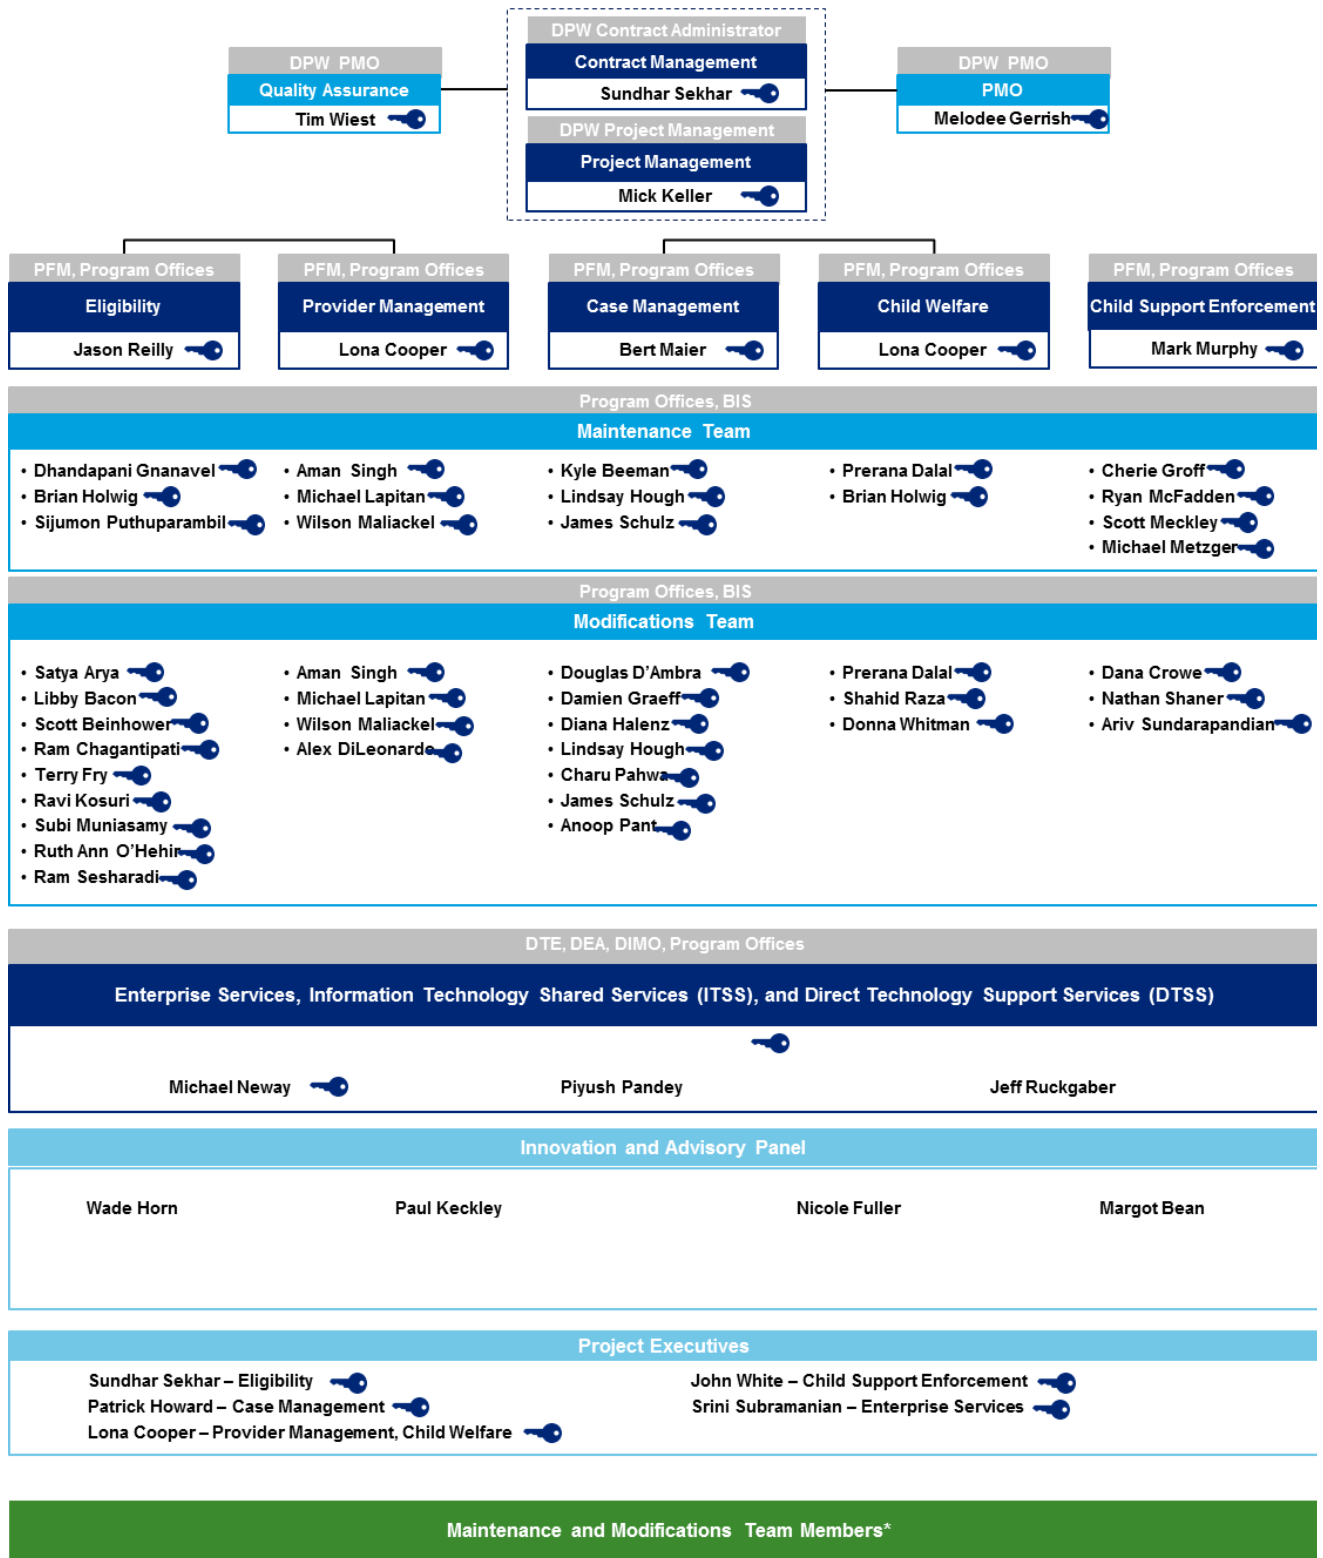 DPW Contract Administrator
Contract Management
Sundhar Sekhar
DPW PMO
Quality Assurance
Tim Wiest
DPW PMO
PMO
Melodee Gerrish
DPW Project Management
Project Management
Mick Keller
PFM, Program Offices
Eligibility
Jason Reilly
PFM, Program Offices
Provider Management
Lona Cooper
PFM, Program Offices
Case Management
Bert Maier
PFM, Program Offices
Child Welfare
Lona Cooper
PFM, Program Offices
Child Support Enforcement
Mark Murphy
Program Offices, BIS
Maintenance Team
• Dhandapani Gnanavel
• Brian Holwig
• Sijumon Puthuparambil
• Aman Singh
• Michael Lapitan
• Wilson Maliackel
• Kyle Beeman
• Lindsay Hough
• James Schulz
• Prerana Dalal
• Brian Holwig
• Cherie Groff
• Ryan McFadden
• Scott Meckley
• Michael Metzger
Program Offices, BIS
Modifications Team
• Satya Arya
• Libby Bacon
• Scott Beinhower
• Ram Chagantipati
• Terry Fry
• Ravi Kosuri
• Subi Muniasamy
• Ruth Ann O'Hehir
• Ram Sesharadi
• Aman Singh
• Michael Lapitan
• Wilson Maliackel
• Alex DiLeonardo
• Douglas D'Ambra
• Damien Graeff
• Diana Halenz
• Lindsay Hough
• Charu Pahwa
• James Schulz
• Anoop Pant
• Prerana Dalal
• Shahid Raza
• Donna Whitman
• Dana Crowe
• Nathan Shaner
• Ariv Sundarapandian
DTE, DEA, DIMO, Program Offices
Enterprise Services, Information Technology Shared Services (ITSS), and Direct Technology Support Services (DTSS)
Michael Neway
Piyush Pandey
Jeff Ruckgaber
Innovation and Advisory Panel
Wade Horn
Paul Keckley
Nicole Fuller
Margot Bean
Project Executives
Sundhar Sekhar – Eligibility
Patrick Howard – Case Management
Lona Cooper – Provider Management, Child Welfare
John White – Child Support Enforcement
Srini Subramanian – Enterprise Services
Maintenance and Modifications Team Members*